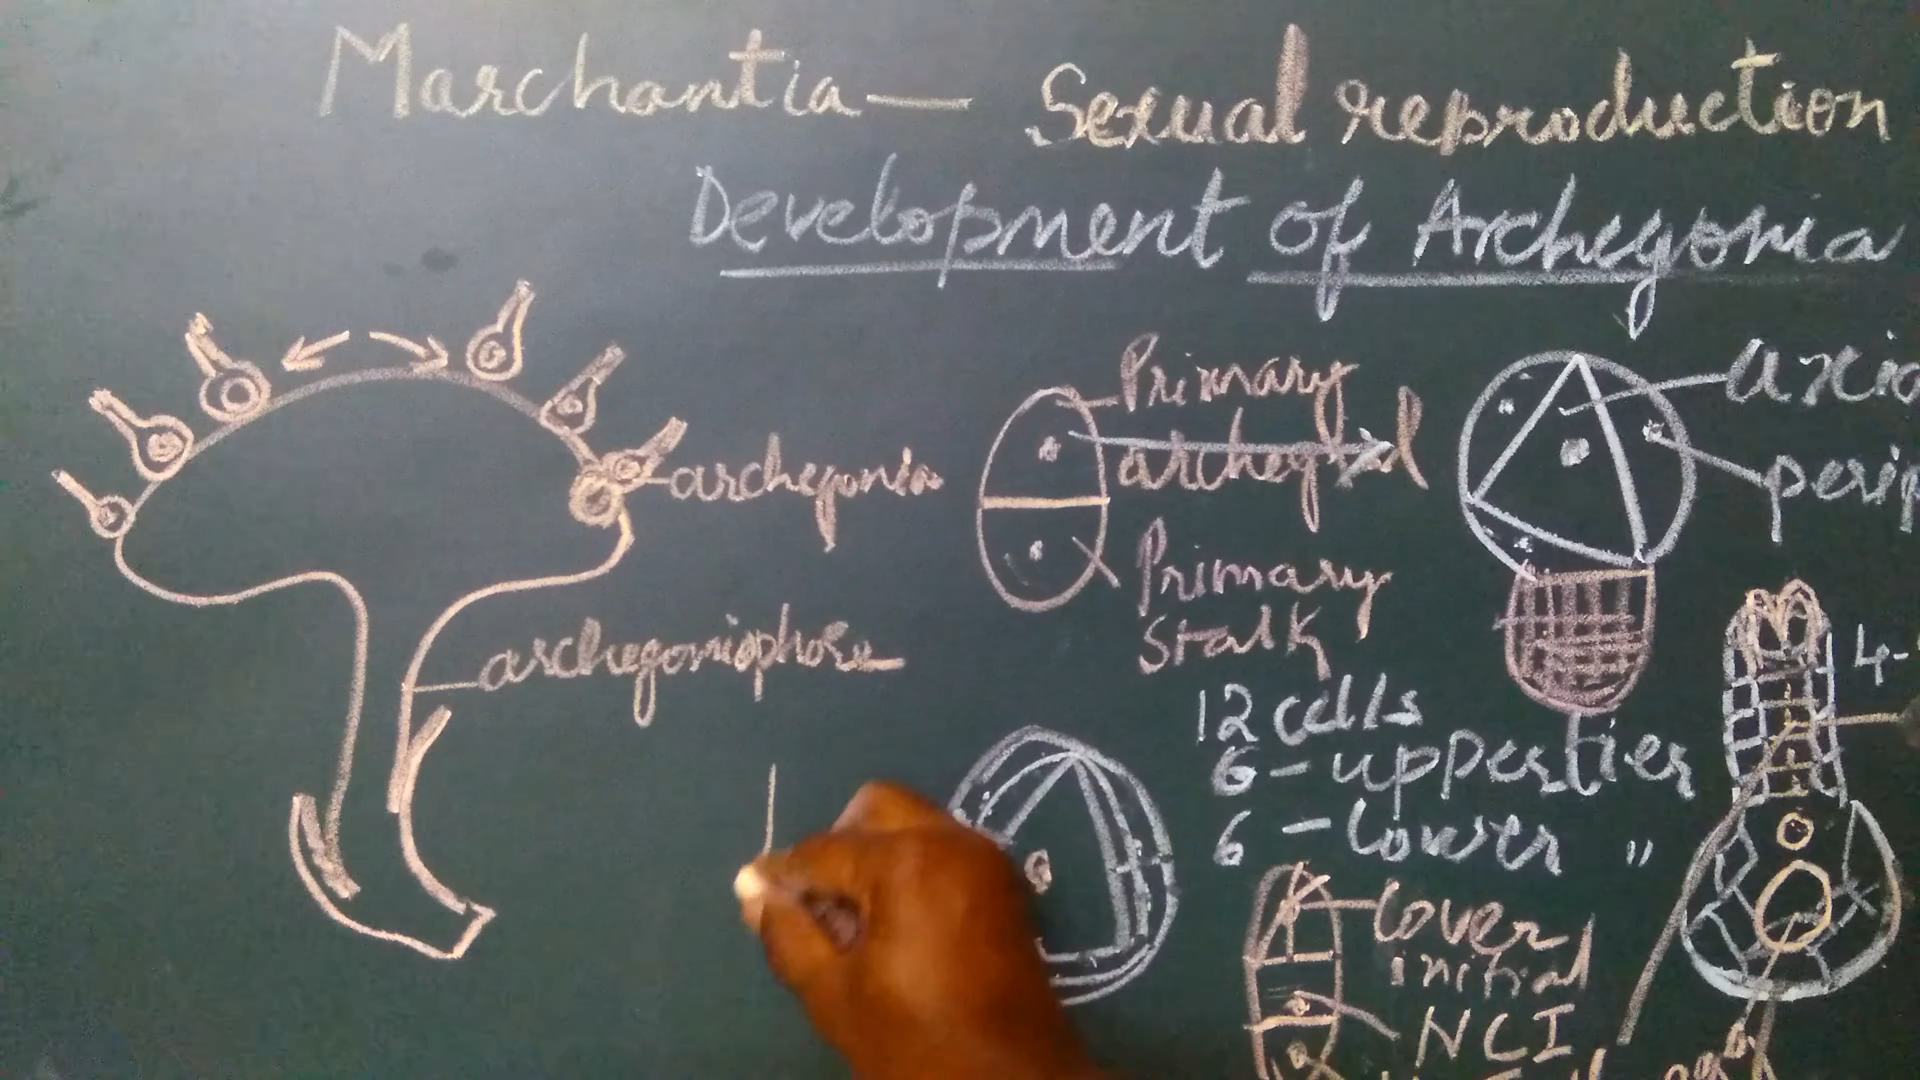 Marchantia — Sexual reproduction
Development of Archegonia
Primary
archegonial
archegonia
Primary
Stalk
archegoniophore
axia
perip
4-
12 cells
6 - upper tier
6 - lower "
Cover
initial
NCI